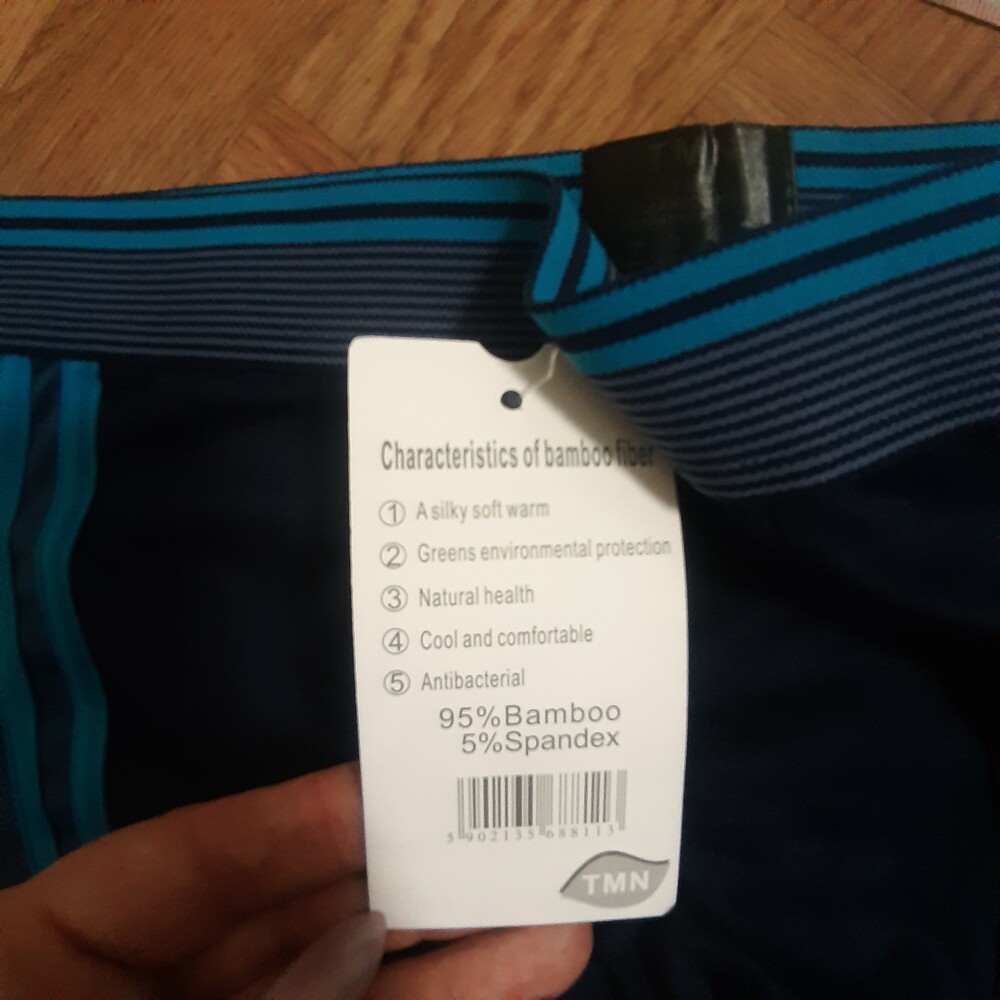 Characteristics of bamboo fiber
① A silky soft warm
② Greens environmental protection
③ Natural health
④ Cool and comfortable
⑤ Antibacterial
95%Bamboo
5%Spandex
5 902135 688113
TMN